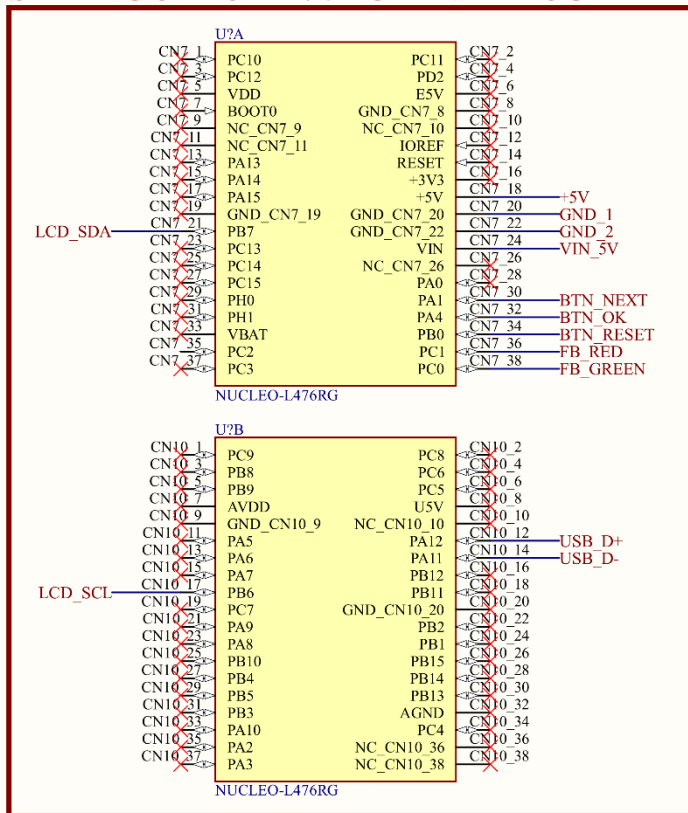 U?A
CN7_1 PC10 PC11 CN7_2
CN7_3 PC12 PD2 CN7_4
CN7_5 VDD E5V CN7_6
CN7_7 BOOT0 GND_CN7_8 CN7_8
CN7_9 NC_CN7_9 NC_CN7_10 CN7_10
CN7_11 NC_CN7_11 IOREF CN7_12
CN7_13 PA13 RESET CN7_14
CN7_15 PA14 +3V3 CN7_16
CN7_17 PA15 +5V CN7_18 +5V
CN7_19 GND_CN7_19 GND_CN7_20 CN7_20 GND_1
LCD_SDA CN7_21 PB7 GND_CN7_22 CN7_22 GND_2
CN7_23 PC13 VIN CN7_24 VIN_5V
CN7_25 PC14 NC_CN7_26 CN7_26
CN7_27 PC15 PA0 CN7_28
CN7_29 PH0 PA1 CN7_30 BTN_NEXT
CN7_31 PH1 PA4 CN7_32 BTN_OK
CN7_33 VBAT PB0 CN7_34 BTN_RESET
CN7_35 PC2 PC1 CN7_36 FB_RED
CN7_37 PC3 PC0 CN7_38 FB_GREEN
NUCLEO-L476RG
U?B
CN10_1 PC9 PC8 CN10_2
CN10_3 PB8 PC6 CN10_4
CN10_5 PB9 PC5 CN10_6
CN10_7 AVDD U5V CN10_8
CN10_9 GND_CN10_9 NC_CN10_10 CN10_10
CN10_11 PA5 PA12 CN10_12 USB_D+
CN10_13 PA6 PA11 CN10_14 USB_D-
CN10_15 PA7 PB12 CN10_16
LCD_SCL CN10_17 PB6 PB11 CN10_18
CN10_19 PC7 GND_CN10_20 CN10_20
CN10_21 PA9 PB2 CN10_22
CN10_23 PA8 PB1 CN10_24
CN10_25 PB10 PB15 CN10_26
CN10_27 PB4 PB14 CN10_28
CN10_29 PB5 PB13 CN10_30
CN10_31 PB3 AGND CN10_32
CN10_33 PA10 PC4 CN10_34
CN10_35 PA2 NC_CN10_36 CN10_36
CN10_37 PA3 NC_CN10_38 CN10_38
NUCLEO-L476RG